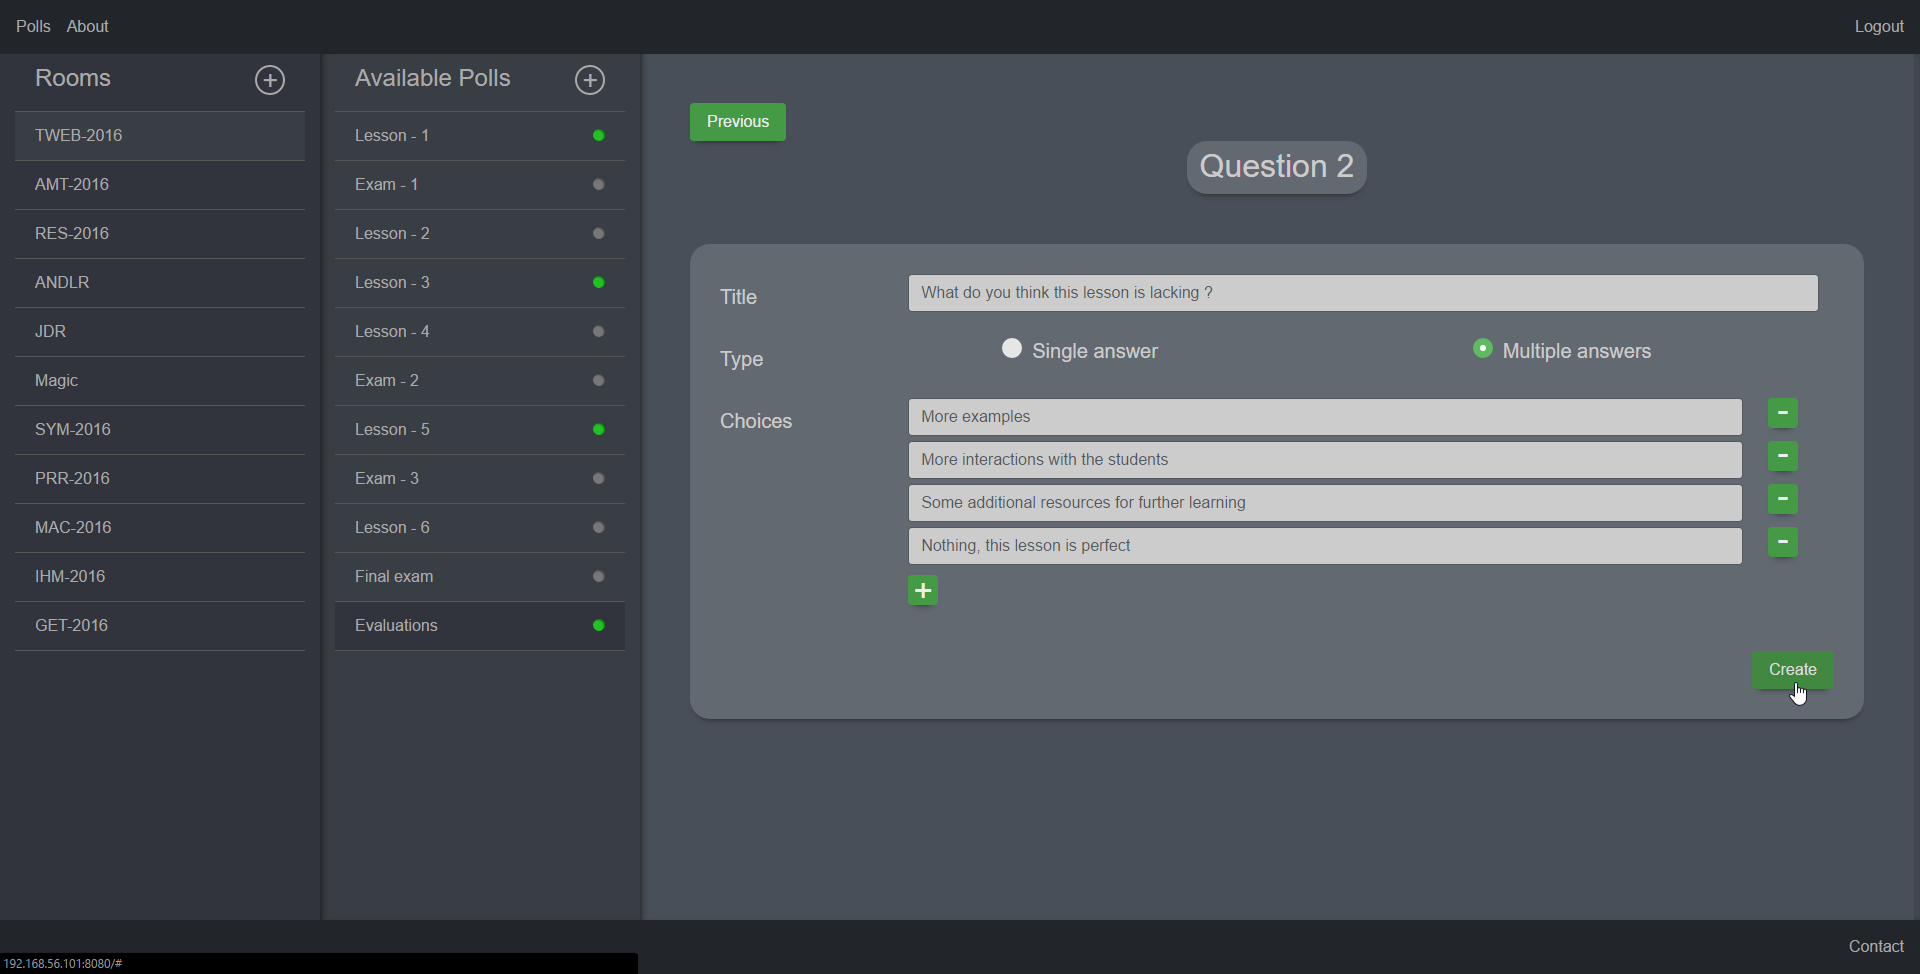 Polls About Logout
Rooms
TWEB-2016
AMT-2016
RES-2016
ANDLR
JDR
Magic
SYM-2016
PRR-2016
MAC-2016
IHM-2016
GET-2016
Available Polls
Lesson - 1
Exam - 1
Lesson - 2
Lesson - 3
Lesson - 4
Exam - 2
Lesson - 5
Exam - 3
Lesson - 6
Final exam
Evaluations
Previous
Question 2
Title
What do you think this lesson is lacking ?
Type
Single answer
Multiple answers
Choices
More examples
More interactions with the students
Some additional resources for further learning
Nothing, this lesson is perfect
Create
Contact
192.168.56.101:8080/#